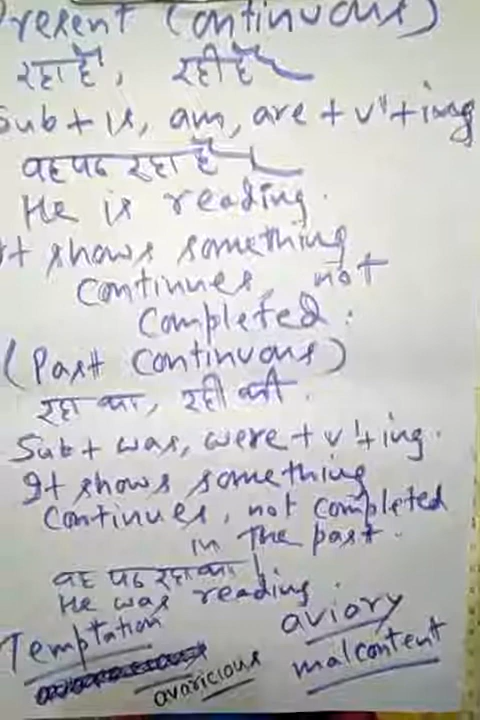 Present (Continuous)
रहा है, रही है
Sub + is, am, are + v¹ + ing
वह पढ रहा है।
He is reading.
It shows something
continues, not
completed.
(Past Continuous)
रहा था, रही थी.
Sub + was, were + v¹ + ing.
It shows something
continues, not completed
in the past.
वह पढ रहा था।
He was reading.
Temptation
aviory
avaricious
malcontent